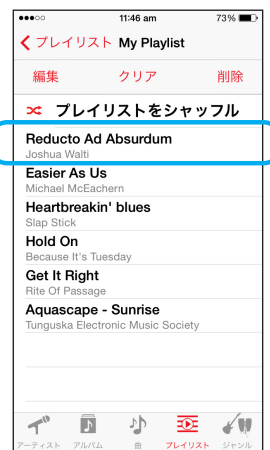 11:46 am 73%
プレイリスト My Playlist
編集 クリア 削除
プレイリストをシャッフル
Reducto Ad Absurdum
Joshua Walti
Easier As Us
Michael McEachern
Heartbreakin' blues
Slap Stick
Hold On
Because It's Tuesday
Get It Right
Rite Of Passage
Aquascape - Sunrise
Tunguska Electronic Music Society
アーティスト アルバム 曲 プレイリスト ジャンル